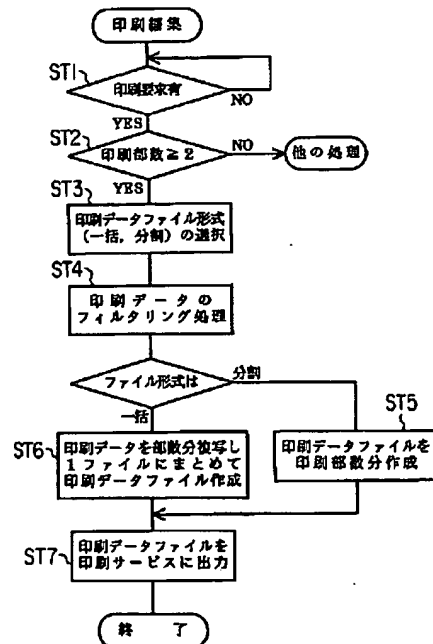 印刷編集
ST1
印刷要求有
NO
YES
ST2
印刷部数≧2
NO
他の処理
YES
ST3
印刷データファイル形式
(一括,分割)の選択
ST4
印刷データの
フィルタリング処理
ファイル形式は
分割
一括
ST5
印刷データファイルを
印刷部数分作成
ST6
印刷データを部数分複写し
1ファイルにまとめて
印刷データファイル作成
ST7
印刷データファイルを
印刷サービスに出力
終了